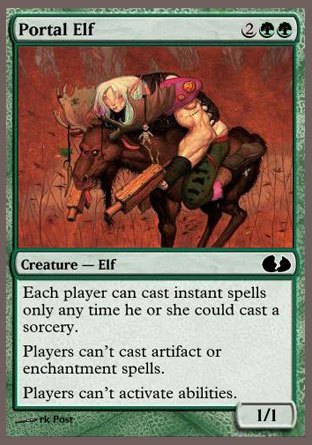 Portal Elf 2
Creature — Elf
Each player can cast instant spells
only any time he or she could cast a
sorcery.
Players can't cast artifact or
enchantment spells.
Players can't activate abilities.
Post
1/1